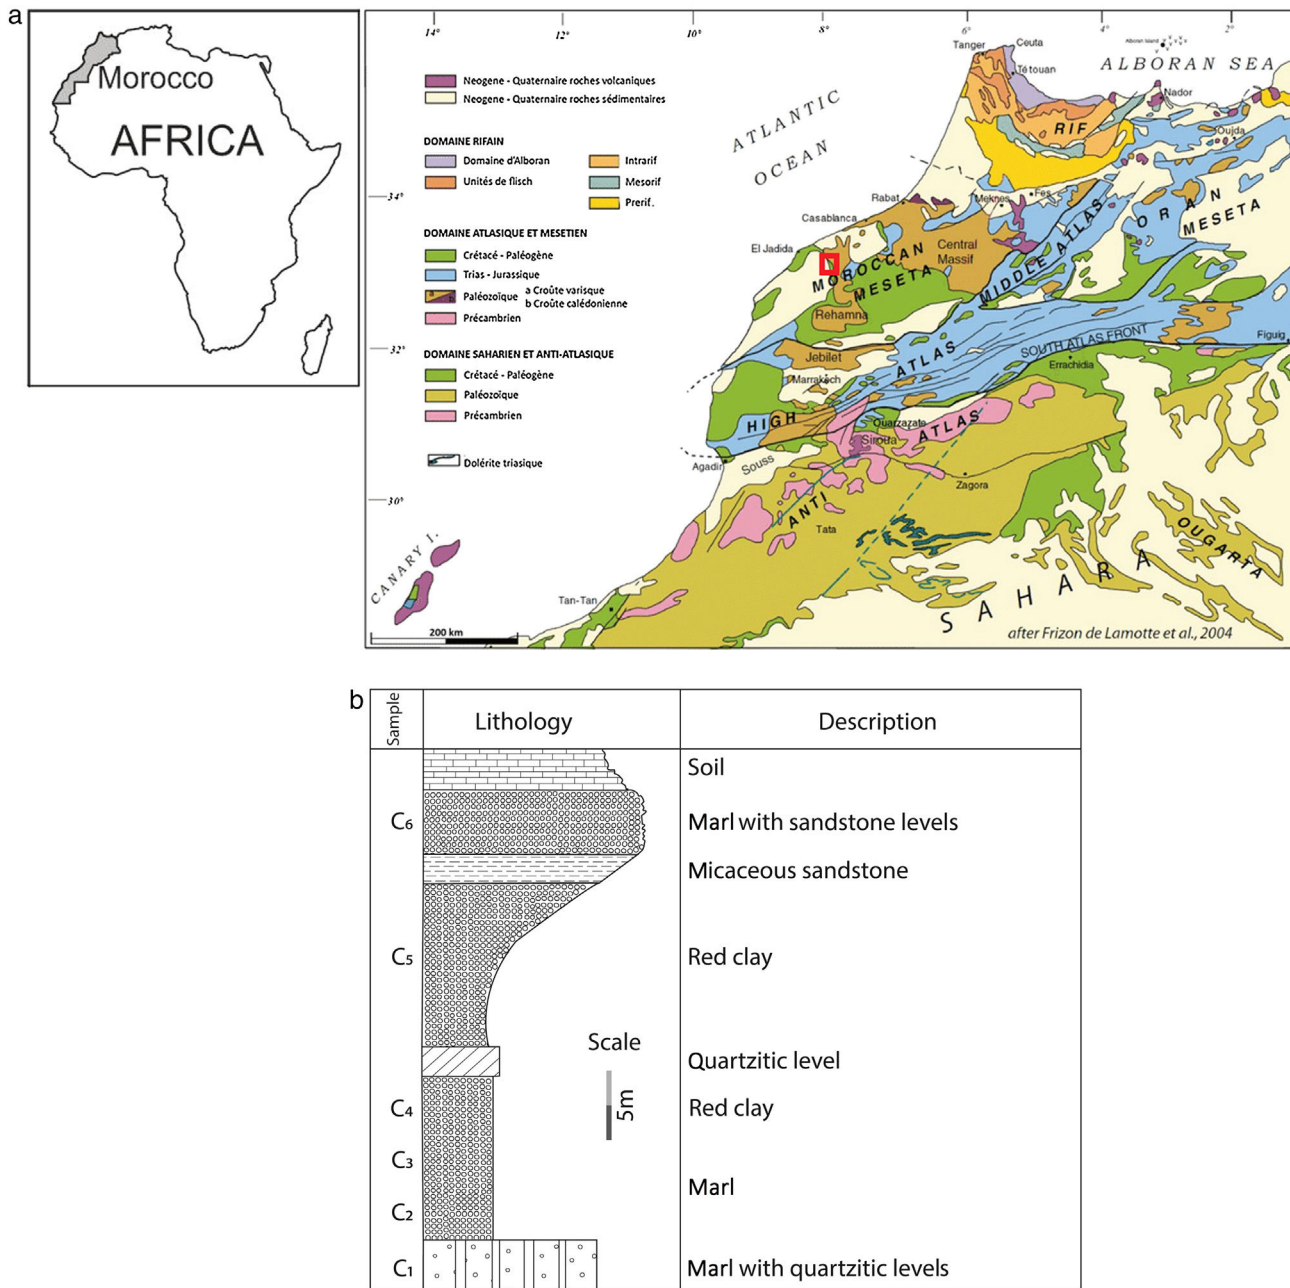 a
Morocco
AFRICA
14°
12°
10°
8°
6°
4°
2°
34°
32°
30°
Neogene - Quaternaire roches volcaniques
Neogene - Quaternaire roches sédimentaires
DOMAINE RIFAIN
Domaine d'Alboran
Intrarif
Unités de flisch
Mesorif
Prerif.
DOMAINE ATLASIQUE ET MESETIEN
Crétacé - Paléogène
Trias - Jurassique
a
b
Paléozoïque
a Croûte varisque
b Croûte calédonienne
Précambrien
DOMAINE SAHARIEN ET ANTI-ATLASIQUE
Crétacé - Paléogène
Paléozoïque
Précambrien
Dolérite triasique
ATLANTIC
OCEAN
Tanger
Ceuta
Tétouan
Alboran Island
ALBORAN SEA
Nador
RIF
Oujda
Rabat
Meknes
Fes
Casablanca
El Jadida
ORAN
MESETA
Central
Massif
MOROCCAN
MESETA
MIDDLE ATLAS
Rehamna
Jebilet
Marrakech
ATLAS
SOUTH ATLAS FRONT
Figuig
Errachidia
HIGH
Ouarzazate
Siroua
ATLAS
Agadir
Souss
Zagora
ANTI
Tata
OUGARTA
CANARY I.
Tan-Tan
SAHARA
200 km
after Frizon de Lamotte et al., 2004
b
Sample
Lithology
Description
Soil
C6
Marl with sandstone levels
Micaceous sandstone
C5
Red clay
Scale
5m
Quartzitic level
C4
Red clay
C3
Marl
C2
C1
Marl with quartzitic levels